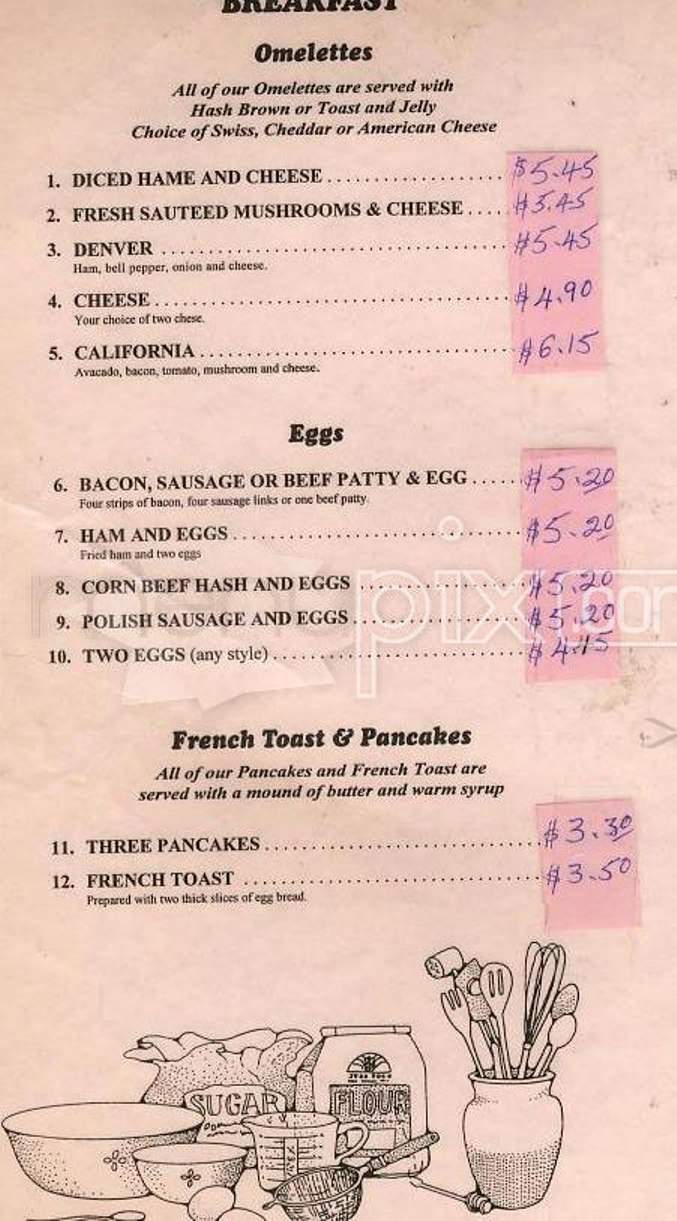 BREAKFAST
Omelettes
All of our Omelettes are served with
Hash Brown or Toast and Jelly
Choice of Swiss, Cheddar or American Cheese
1. DICED HAME AND CHEESE .................. $5.45
2. FRESH SAUTEED MUSHROOMS & CHEESE .... $5.45
3. DENVER .................................... $5.45
Ham, bell pepper, onion and cheese.
4. CHEESE ..................................... $4.90
Your choice of two chese.
5. CALIFORNIA ................................ $6.15
Avacado, bacon, tomato, mushroom and cheese.
Eggs
6. BACON, SAUSAGE OR BEEF PATTY & EGG ..... $5.20
Four strips of bacon, four sausage links or one beef patty.
7. HAM AND EGGS ............................. $5.20
Fried ham and two eggs
8. CORN BEEF HASH AND EGGS ................ $5.20
9. POLISH SAUSAGE AND EGGS ................ $5.20
10. TWO EGGS (any style) ......................... $4.15
French Toast & Pancakes
All of our Pancakes and French Toast are
served with a mound of butter and warm syrup
11. THREE PANCAKES ............................ $3.30
12. FRENCH TOAST .............................. $3.50
Prepared with two thick slices of egg bread.
SUGAR
FLOUR